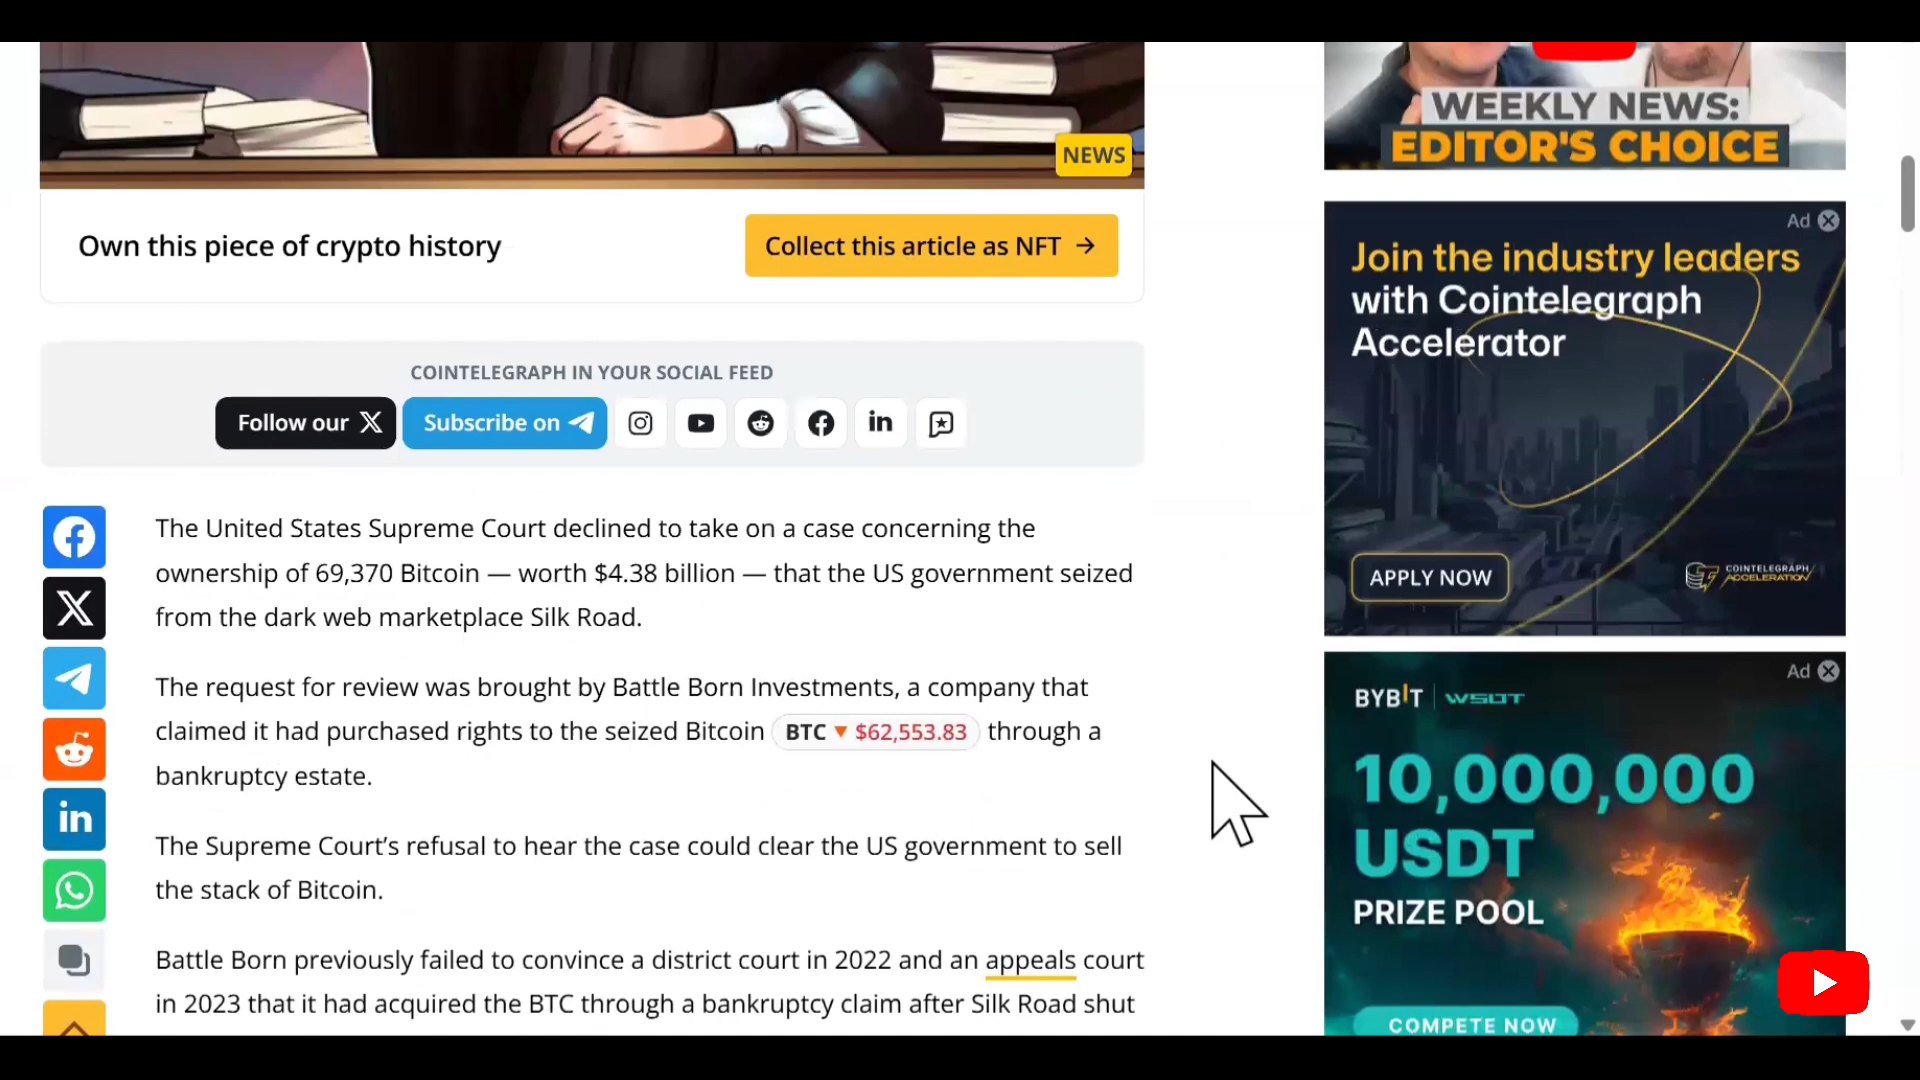 NEWS
Own this piece of crypto history
Collect this article as NFT →
COINTELEGRAPH IN YOUR SOCIAL FEED
Follow our X
Subscribe on
The United States Supreme Court declined to take on a case concerning the
ownership of 69,370 Bitcoin — worth $4.38 billion — that the US government seized
from the dark web marketplace Silk Road.
The request for review was brought by Battle Born Investments, a company that
claimed it had purchased rights to the seized Bitcoin BTC ▼ $62,553.83 through a
bankruptcy estate.
The Supreme Court’s refusal to hear the case could clear the US government to sell
the stack of Bitcoin.
Battle Born previously failed to convince a district court in 2022 and an appeals court
in 2023 that it had acquired the BTC through a bankruptcy claim after Silk Road shut
WEEKLY NEWS:
EDITOR'S CHOICE
Ad
Join the industry leaders
with Cointelegraph
Accelerator
APPLY NOW
COINTELEGRAPH
ACCELERATION
Ad
BYBIT | WSOT
10,000,000
USDT
PRIZE POOL
COMPETE NOW